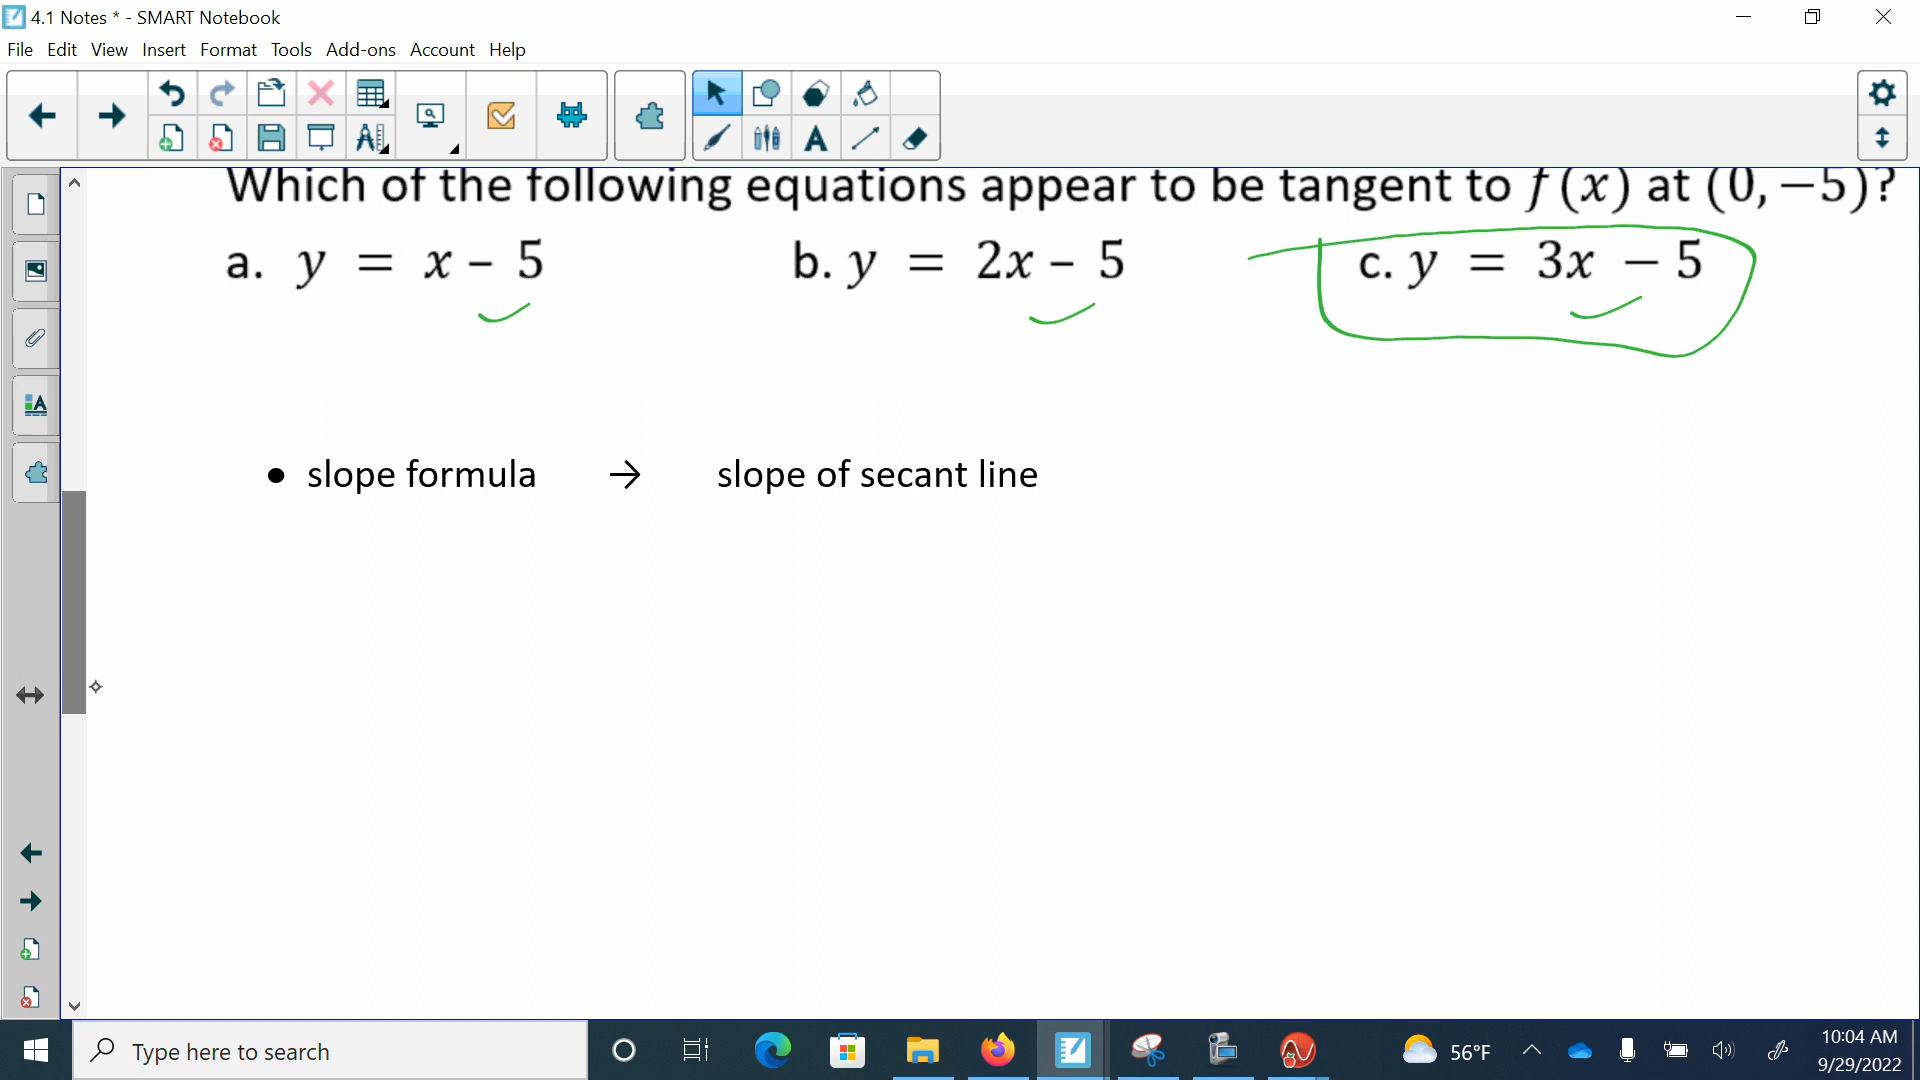 4.1 Notes * - SMART Notebook
File Edit View Insert Format Tools Add-ons Account Help
Which of the following equations appear to be tangent to f(x) at (0, −5)?
a. y = x − 5 b. y = 2x − 5 c. y = 3x − 5
• slope formula → slope of secant line
Type here to search
56°F
10:04 AM
9/29/2022